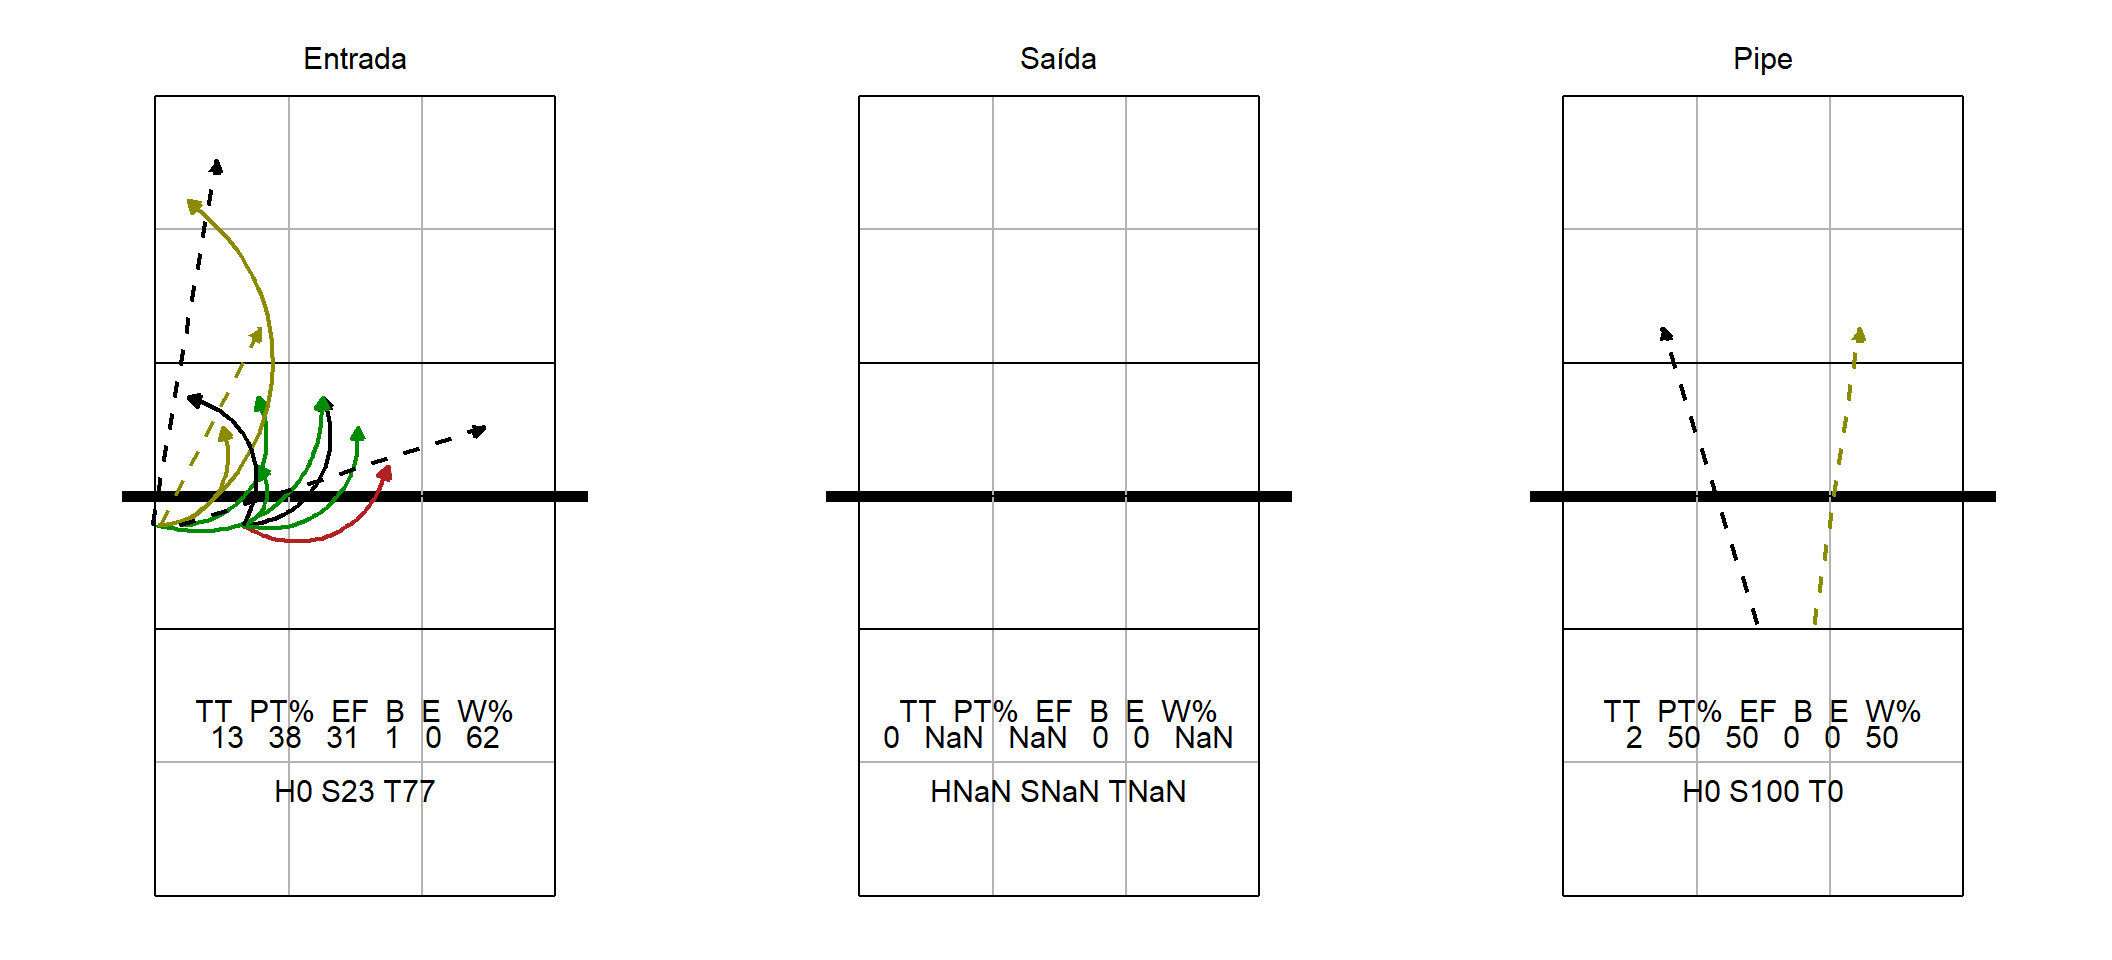 Entrada
TT PT% EF B E W%
13 38 31 1 0 62
H0 S23 T77
Saída
TT PT% EF B E W%
0 NaN NaN 0 0 NaN
HNaN SNaN TNaN
Pipe
TT PT% EF B E W%
2 50 50 0 0 50
H0 S100 T0